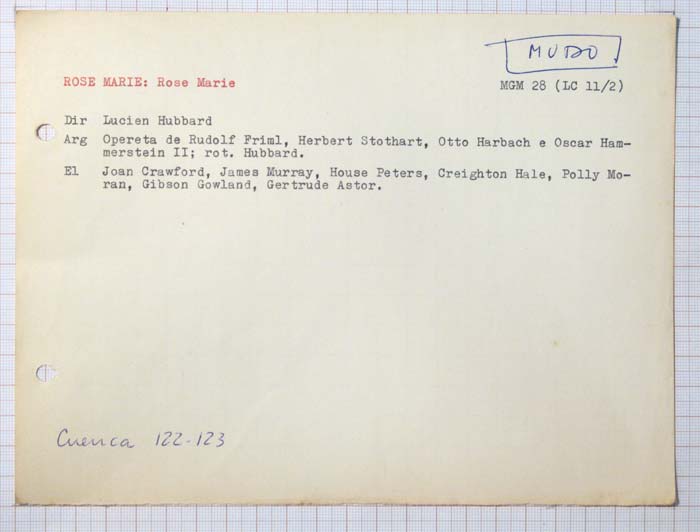 MUDO
ROSE MARIE: Rose Marie
MGM 28 (LC 11/2)
Dir Lucien Hubbard
Arg Opereta de Rudolf Friml, Herbert Stothart, Otto Harbach e Oscar Ham-
merstein II; rot. Hubbard.
El Joan Crawford, James Murray, House Peters, Creighton Hale, Polly Mo-
ran, Gibson Gowland, Gertrude Astor.
Cuenca 122-123